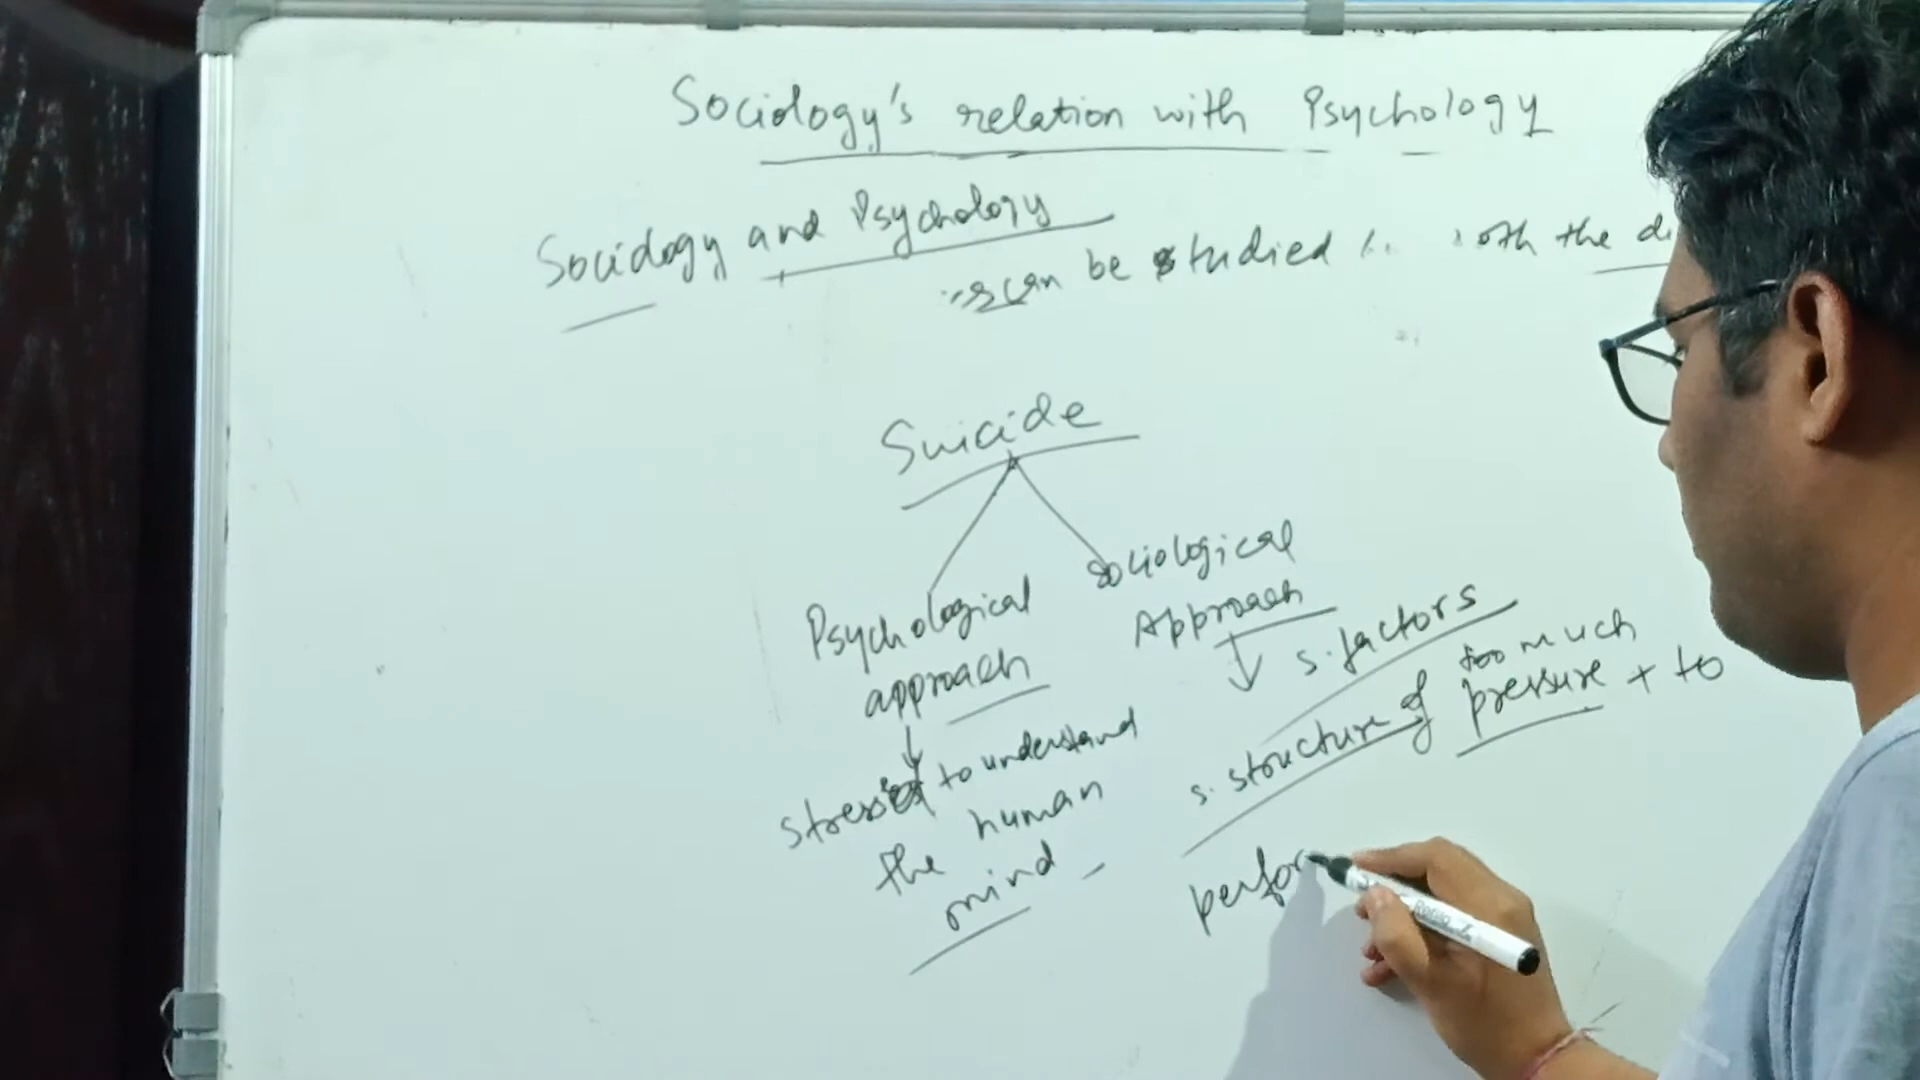 Sociology's relation with Psychology
Sociology and Psychology
can be studied
the
Suicide
Psychological
approach
to understand
the human
mind
Sociological
Approach
s. factors
s. structure of too much
pressure + to
perfor